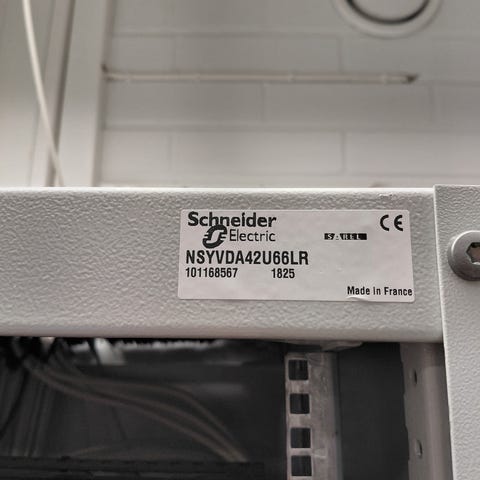 Schneider
Electric
SAREL
CE
NSYVDA42U66LR
101168567 1825
Made in France